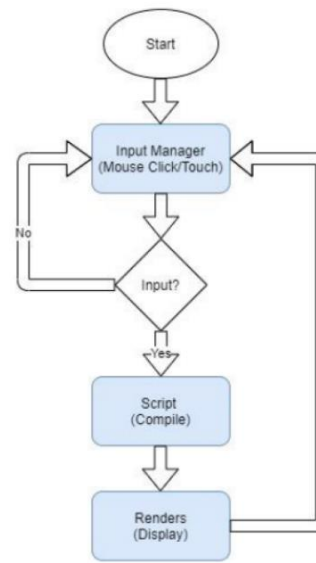 Start
Input Manager
(Mouse Click/Touch)
No
Input?
Yes
Script
(Compile)
Renders
(Display)